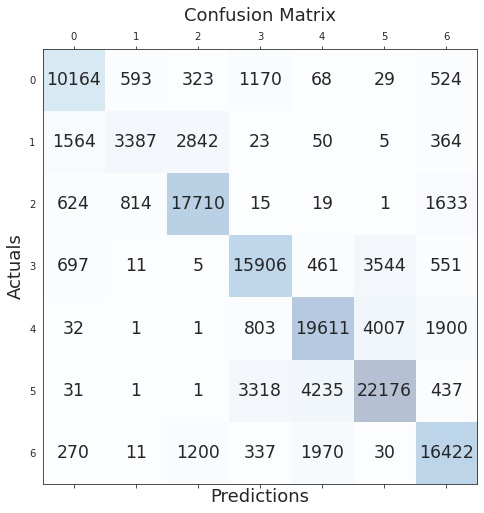 Confusion Matrix
0 1 2 3 4 5 6
0 10164 593 323 1170 68 29 524
1 1564 3387 2842 23 50 5 364
2 624 814 17710 15 19 1 1633
3 697 11 5 15906 461 3544 551
4 32 1 1 803 19611 4007 1900
5 31 1 1 3318 4235 22176 437
6 270 11 1200 337 1970 30 16422
Actuals
Predictions